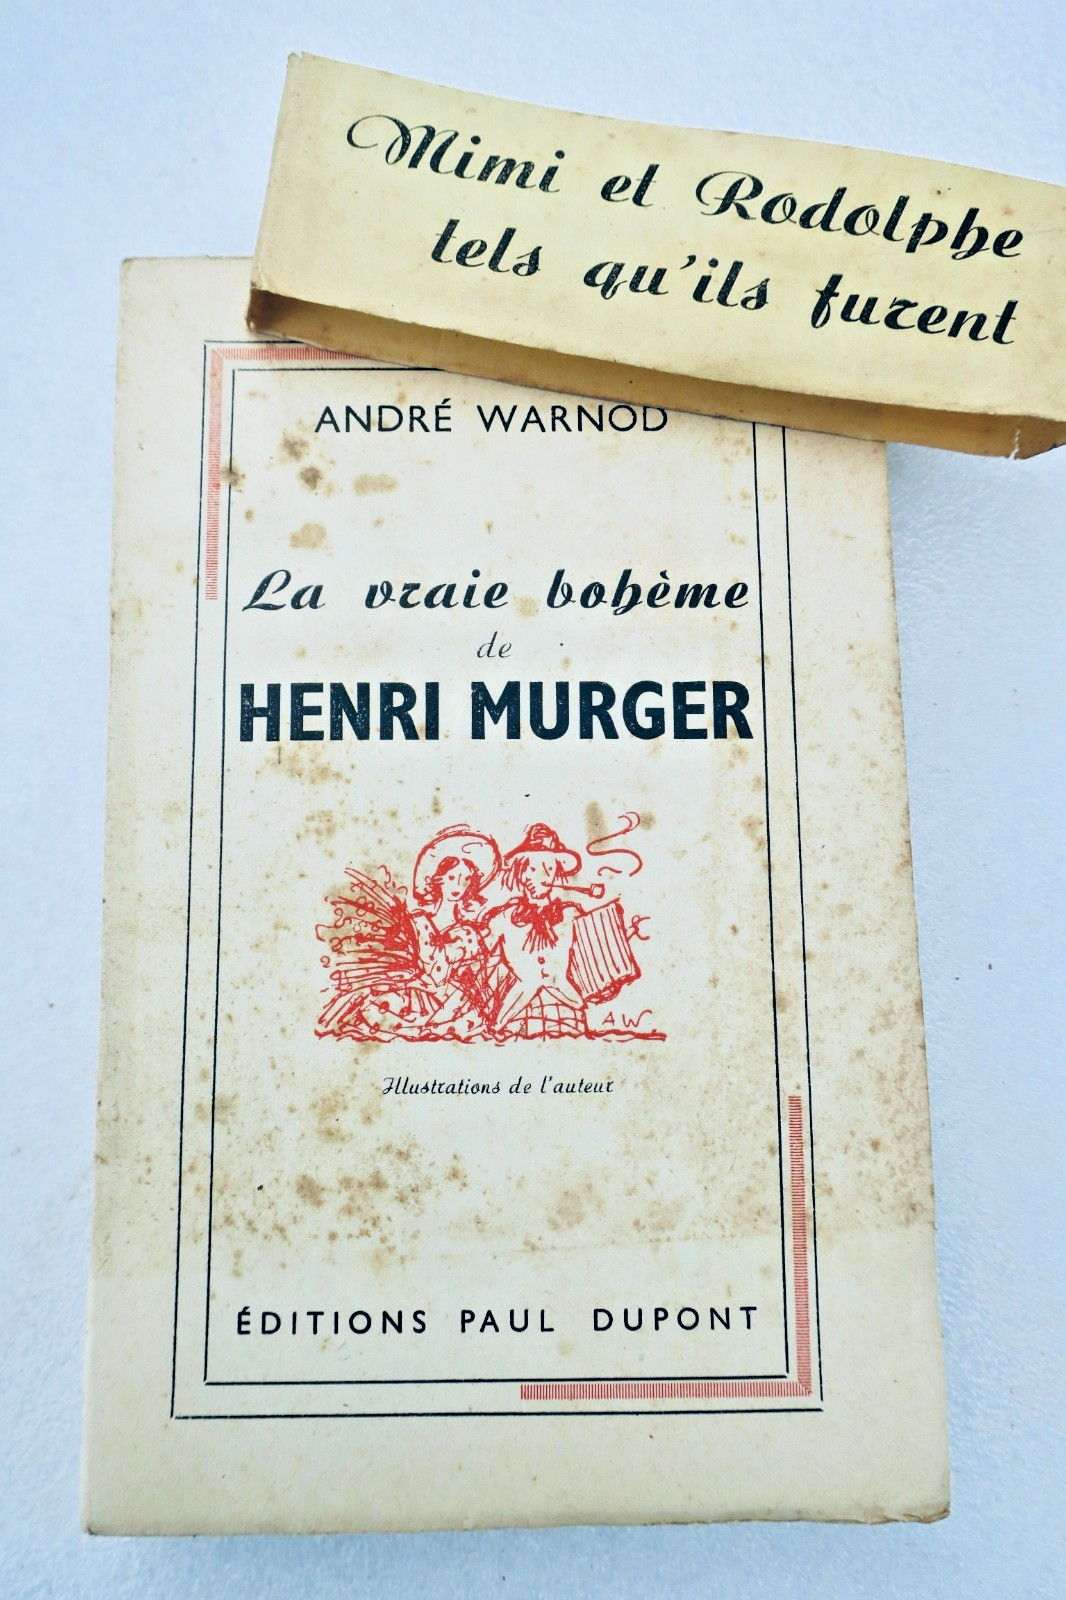 Mimi et Rodolphe
tels qu'ils furent
ANDRÉ WARNOD
La vraie bohème
de
HENRI MURGER
AW
Illustrations de l'auteur
ÉDITIONS PAUL DUPONT